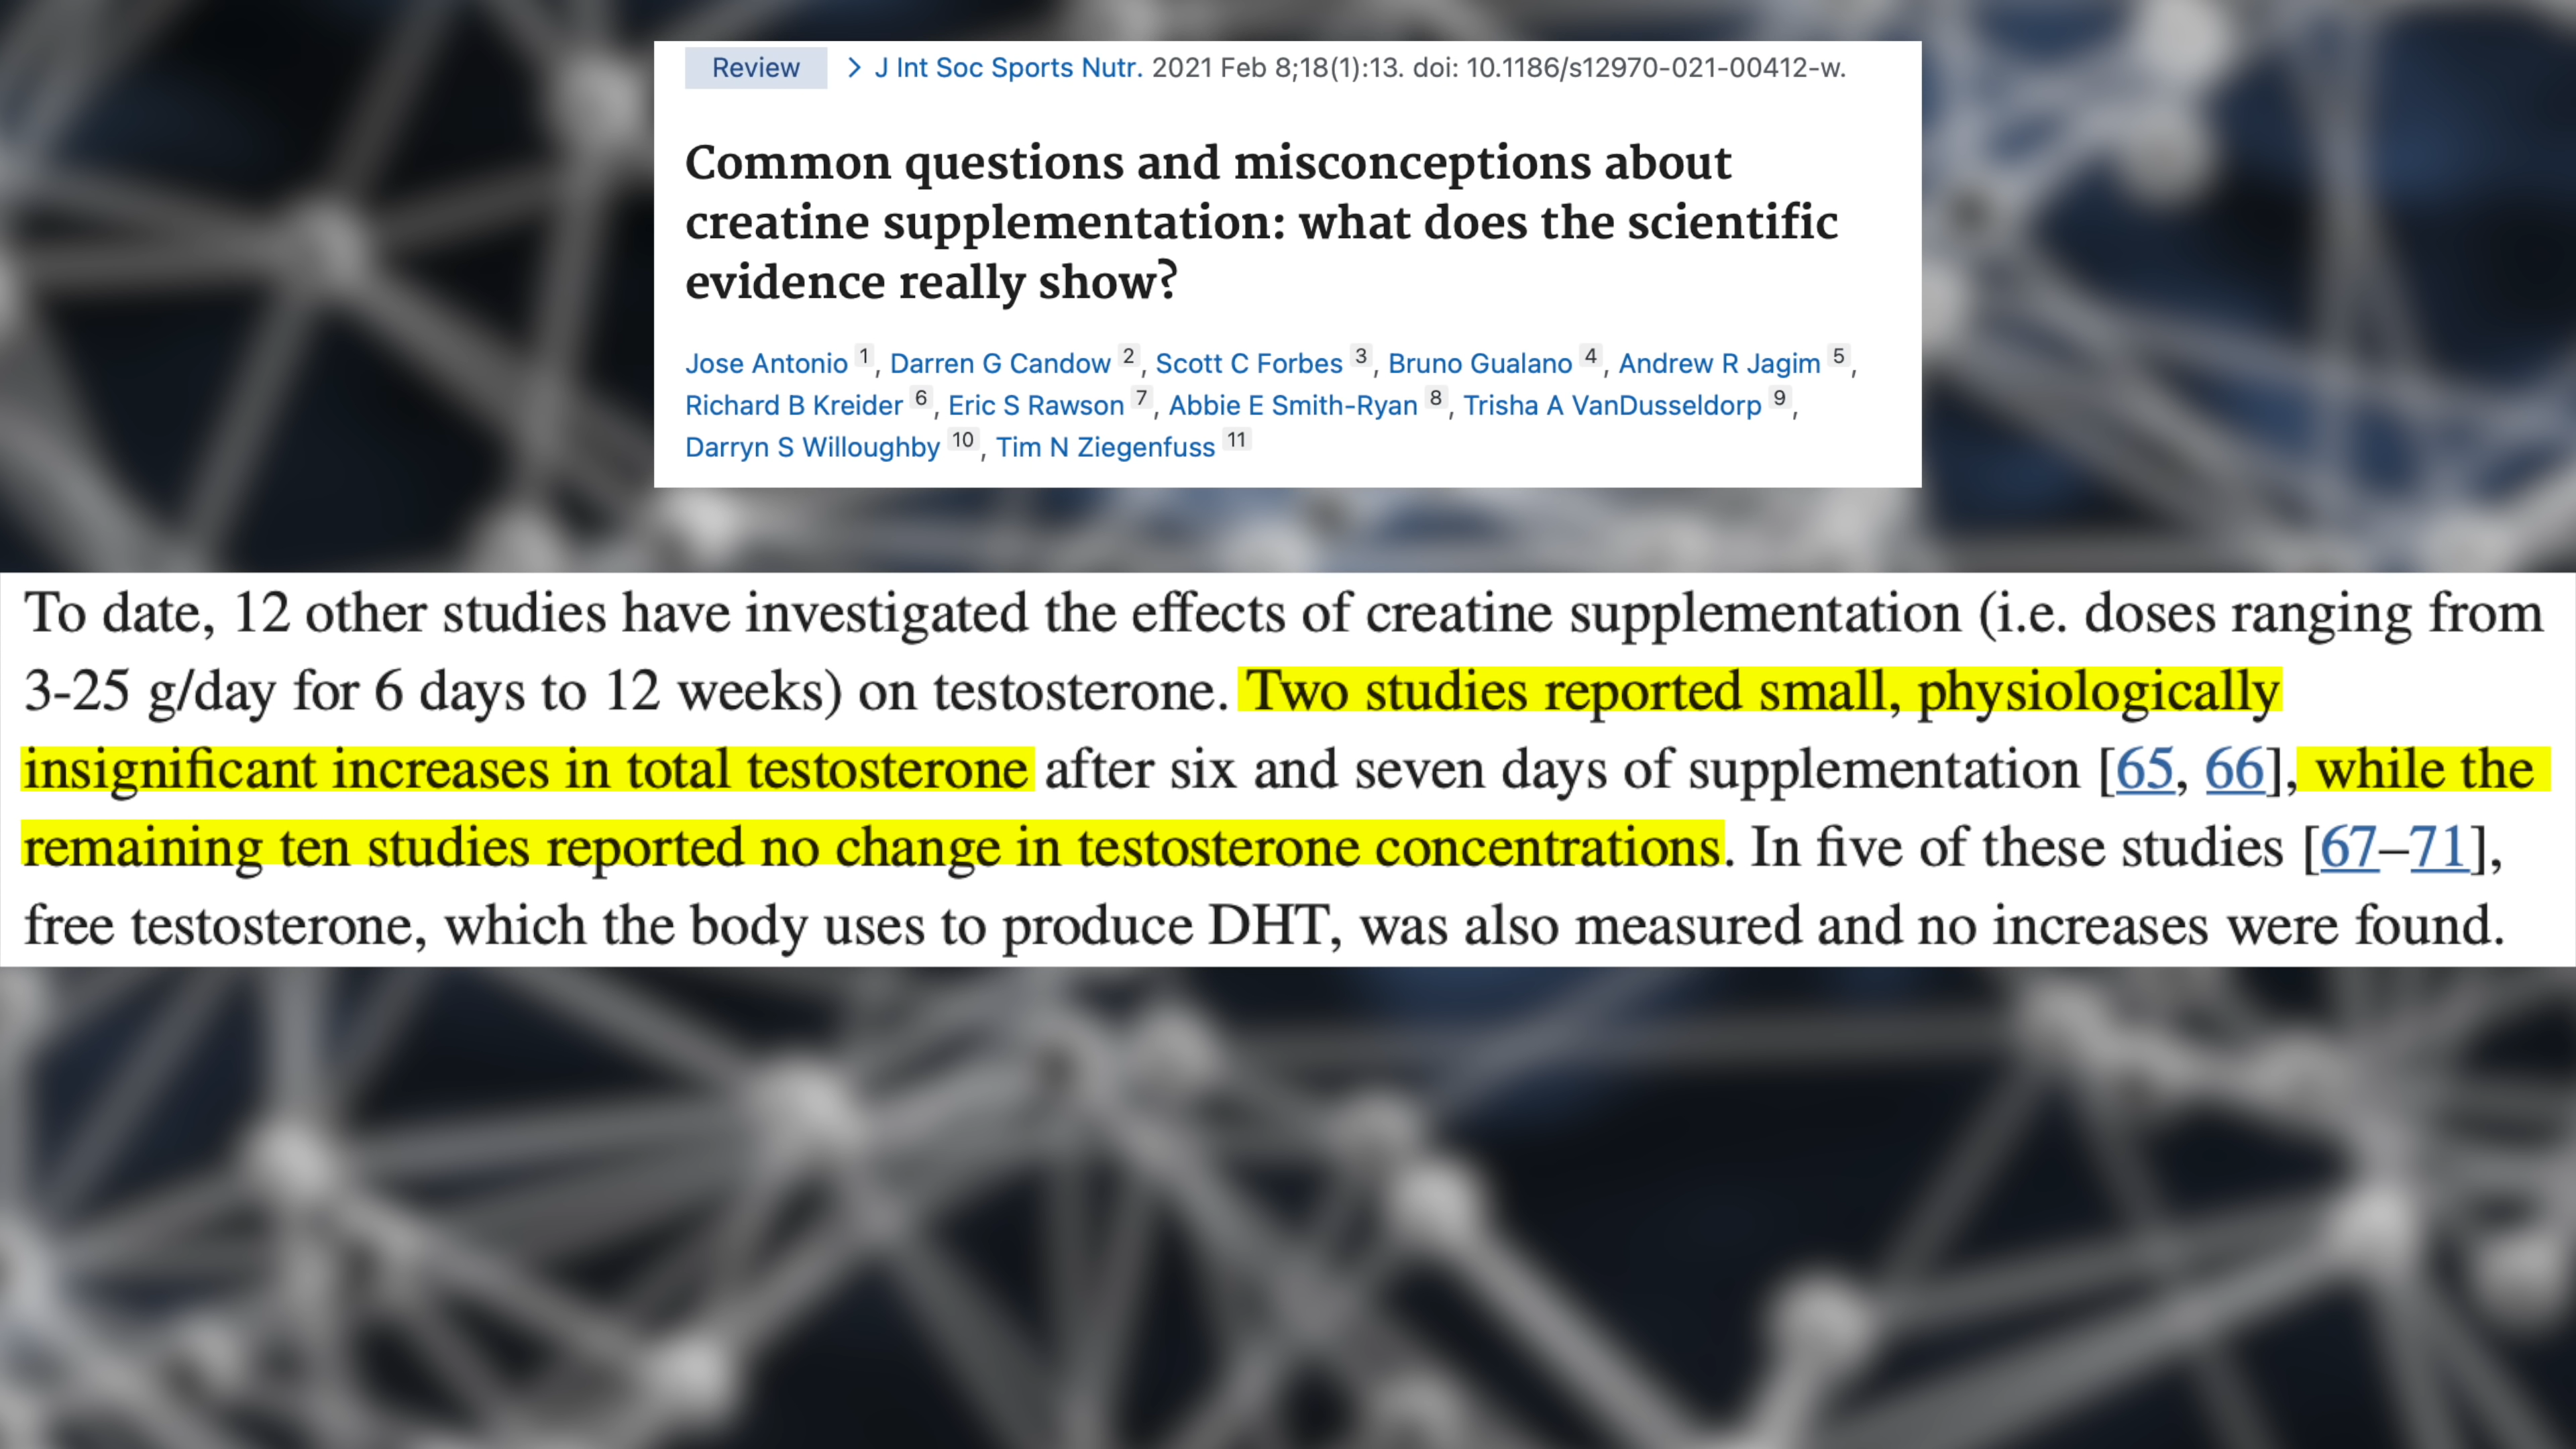 Review > J Int Soc Sports Nutr. 2021 Feb 8;18(1):13. doi: 10.1186/s12970-021-00412-w.
Common questions and misconceptions about
creatine supplementation: what does the scientific
evidence really show?
Jose Antonio 1, Darren G Candow 2, Scott C Forbes 3, Bruno Gualano 4, Andrew R Jagim 5,
Richard B Kreider 6, Eric S Rawson 7, Abbie E Smith-Ryan 8, Trisha A VanDusseldorp 9,
Darryn S Willoughby 10, Tim N Ziegenfuss 11
To date, 12 other studies have investigated the effects of creatine supplementation (i.e. doses ranging from
3-25 g/day for 6 days to 12 weeks) on testosterone. Two studies reported small, physiologically
insignificant increases in total testosterone after six and seven days of supplementation [65, 66], while the
remaining ten studies reported no change in testosterone concentrations. In five of these studies [67–71],
free testosterone, which the body uses to produce DHT, was also measured and no increases were found.